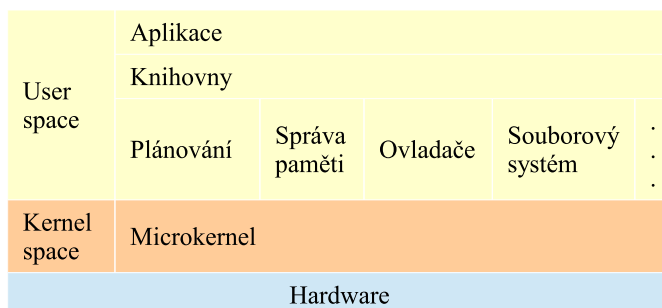 User
space
Aplikace
Knihovny
Plánování
Správa
paměti
Ovladače
Souborový
systém
.
.
.
Kernel
space
Microkernel
Hardware